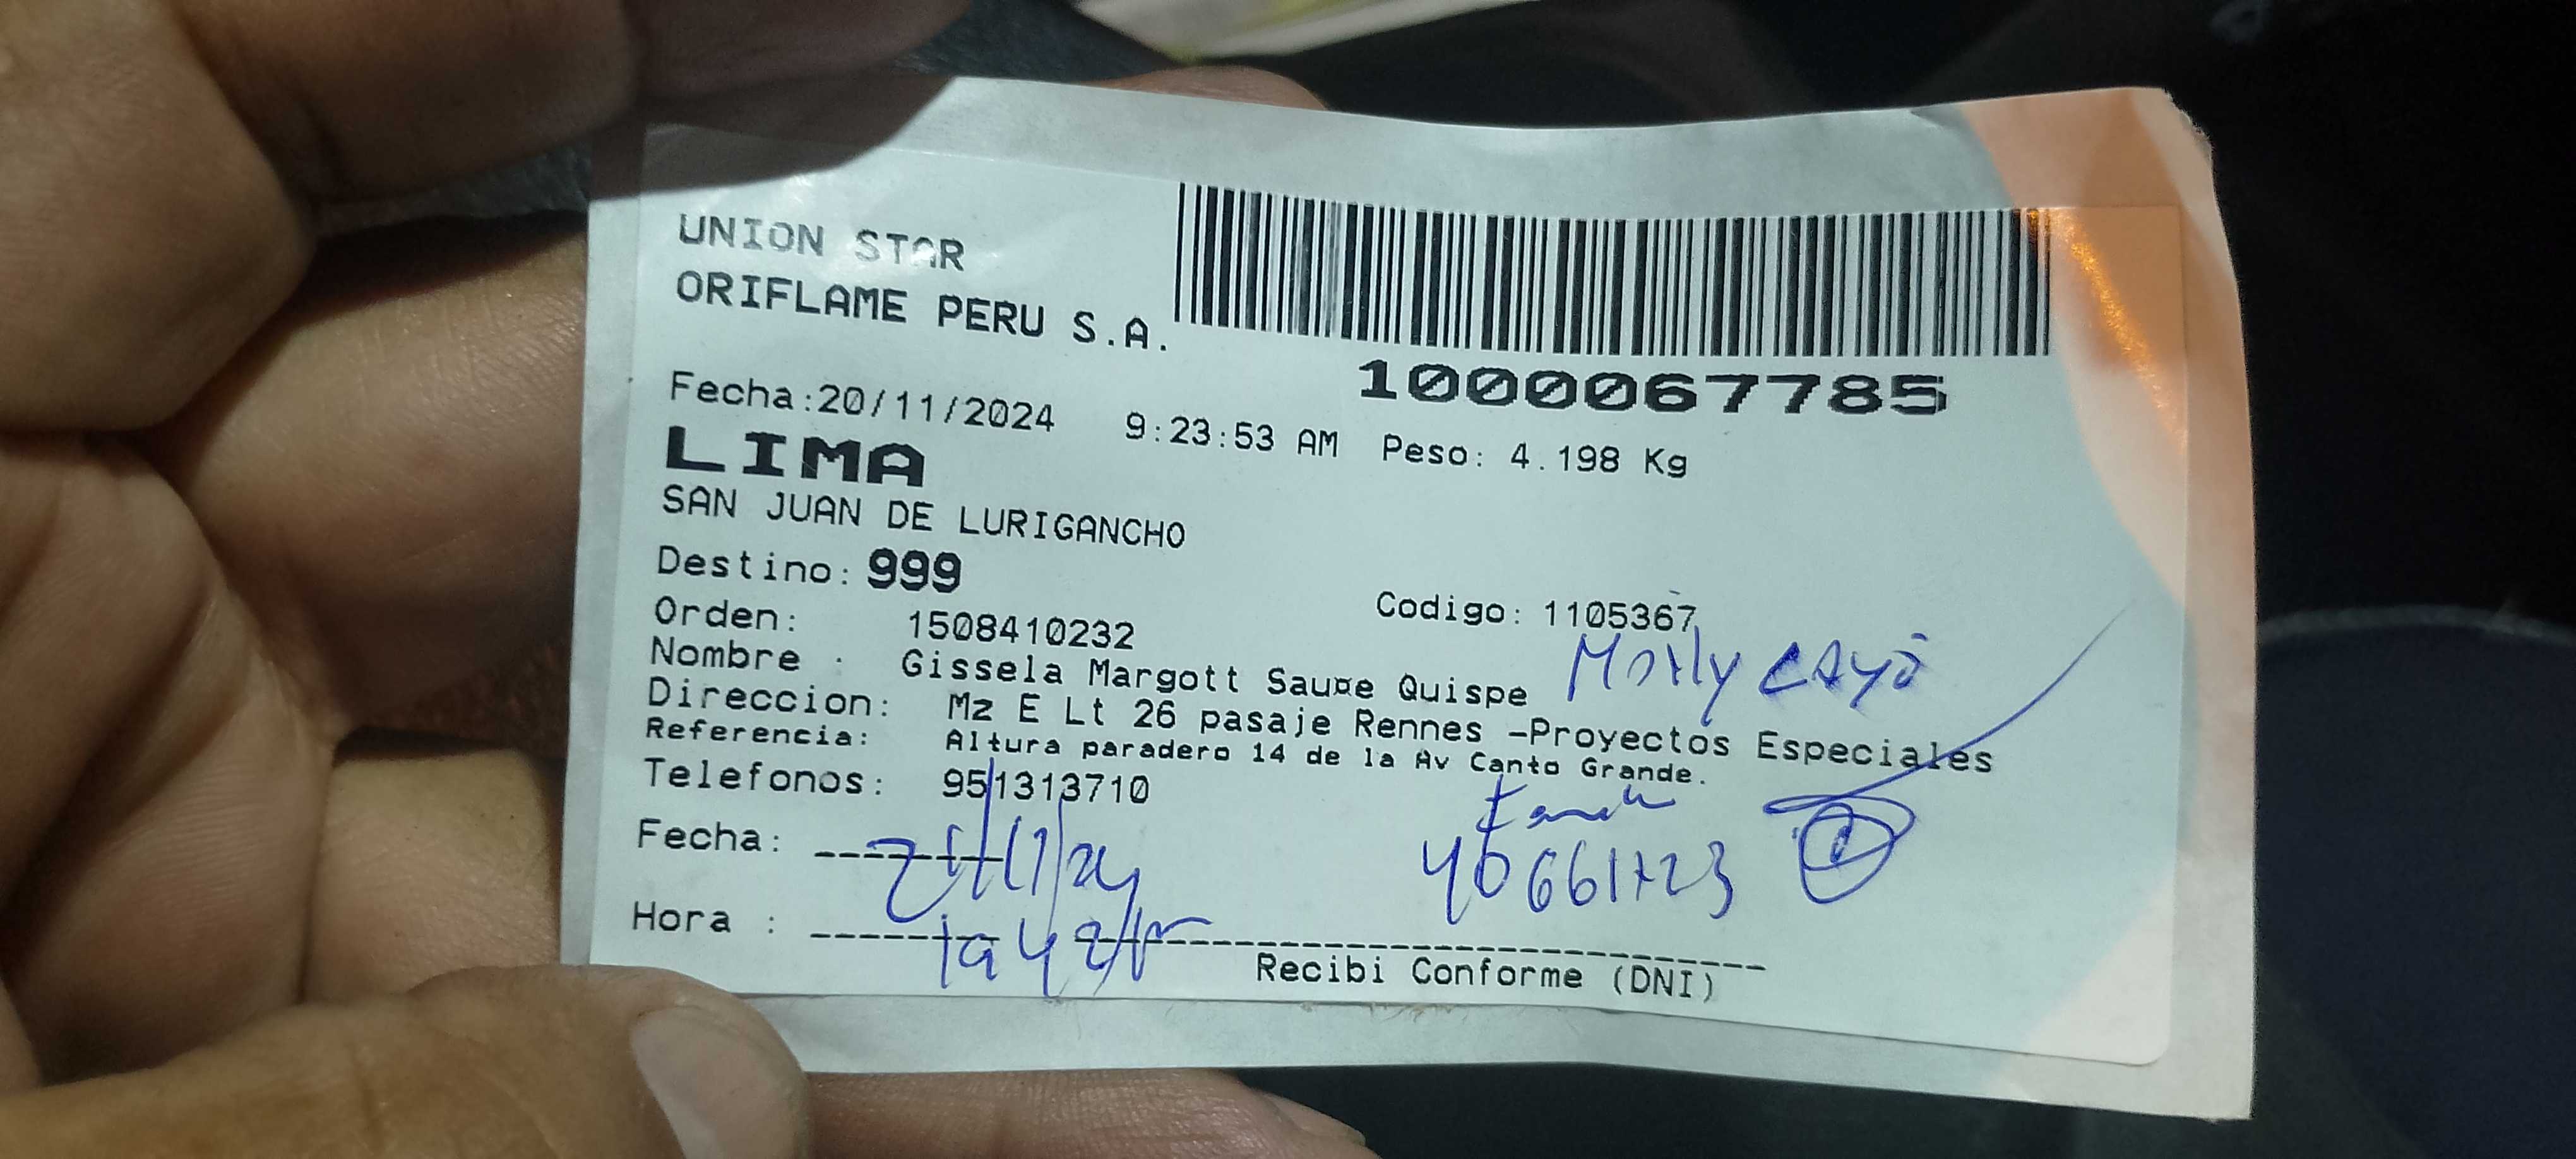 UNION STAR
ORIFLAME PERU S.A.
1000067785
Fecha:20/11/2024 9:23:53 AM Peso: 4.198 Kg
LIMA
SAN JUAN DE LURIGANCHO
Destino: 999
Orden: 1508410232 Codigo: 1105367
Nombre : Gissela Margott Saume Quispe
Direccion: Mz E Lt 26 pasaje Rennes -Proyectos Especiales
Referencia: Altura paradero 14 de la Av Canto Grande.
Telefonos: 951313710
Fecha:
Hora :
Recibi Conforme (DNI)